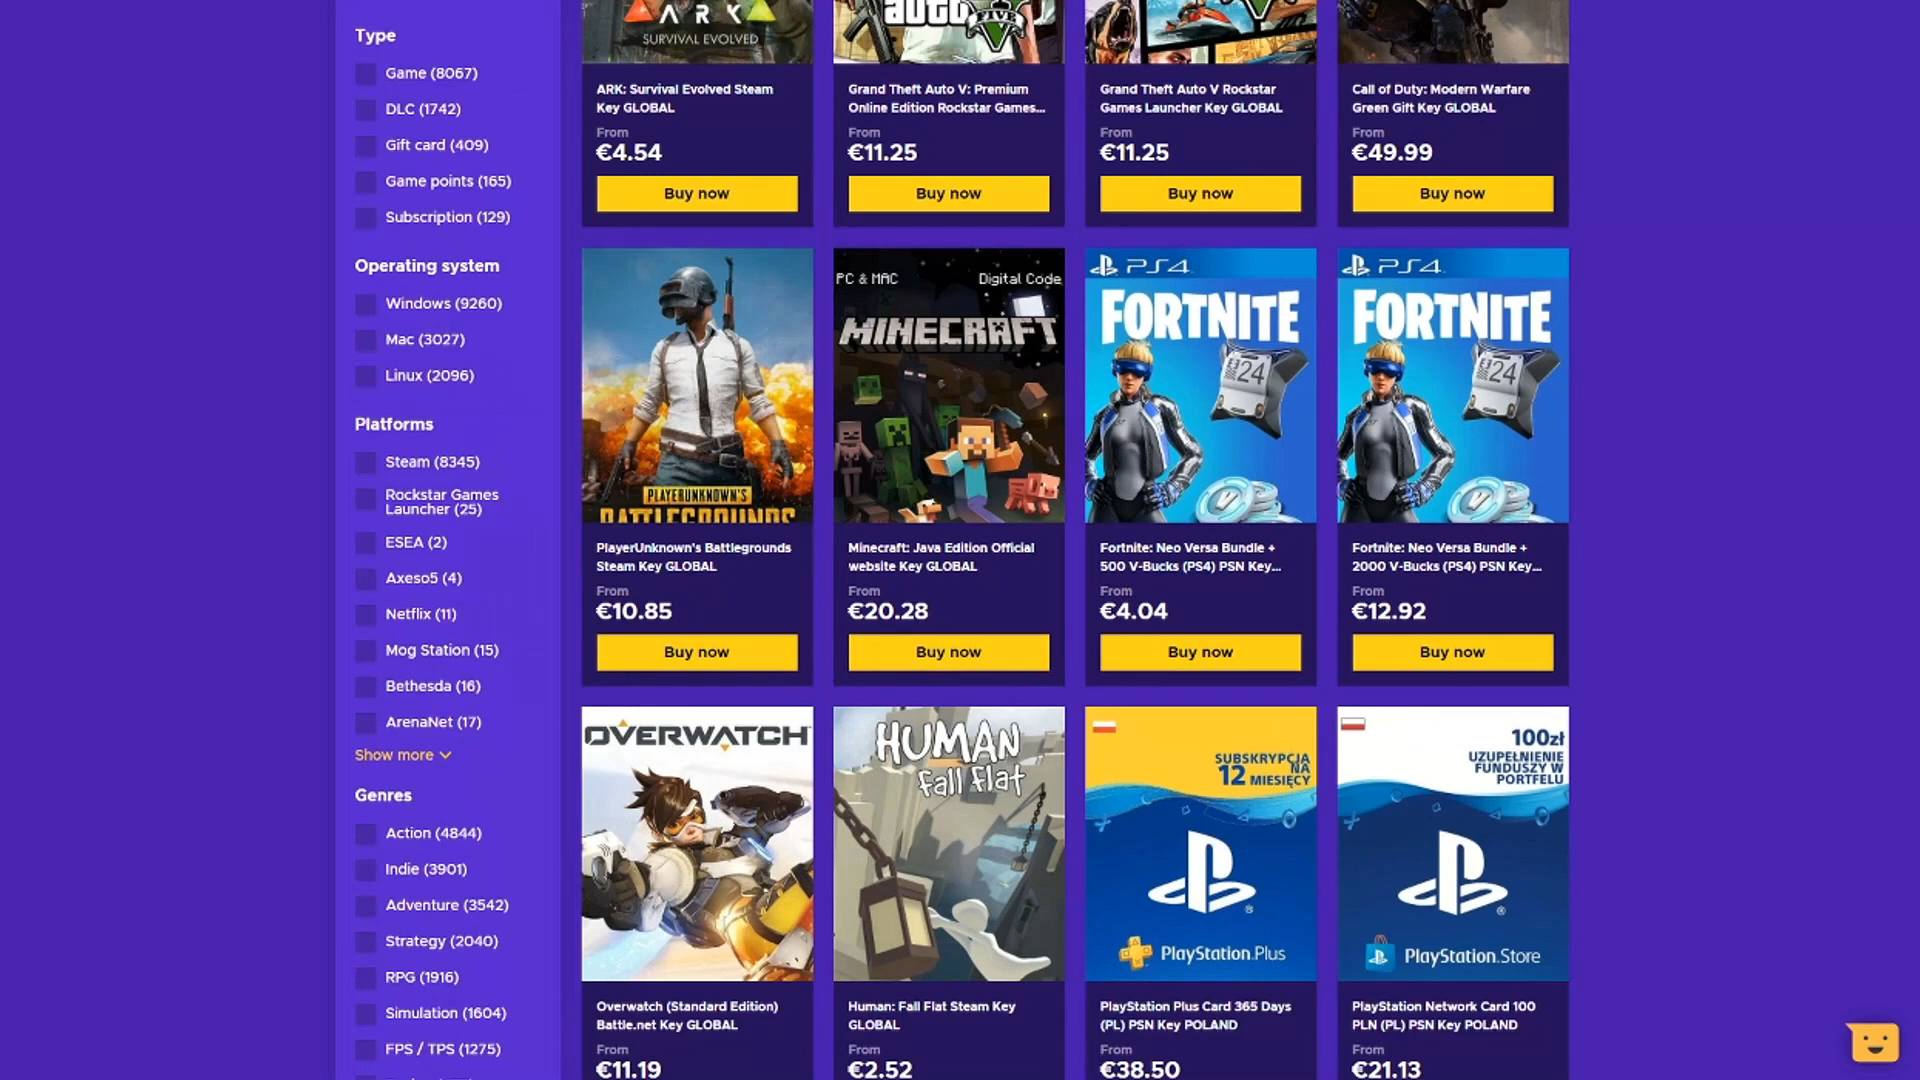 Type
Game (8067)
DLC (1742)
Gift card (409)
Game points (165)
Subscription (129)
Operating system
Windows (9260)
Mac (3027)
Linux (2096)
Platforms
Steam (8345)
Rockstar Games
Launcher (25)
ESEA (2)
Axeso5 (4)
Netflix (11)
Mog Station (15)
Bethesda (16)
ArenaNet (17)
Show more
Genres
Action (4844)
Indie (3901)
Adventure (3542)
Strategy (2040)
RPG (1916)
Simulation (1604)
FPS / TPS (1275)
ARK
SURVIVAL EVOLVED
ARK: Survival Evolved Steam
Key GLOBAL
From
€4.54
Buy now
auto
FIVE
Grand Theft Auto V: Premium
Online Edition Rockstar Games...
From
€11.25
Buy now
Grand Theft Auto V Rockstar
Games Launcher Key GLOBAL
From
€11.25
Buy now
Call of Duty: Modern Warfare
Green Gift Key GLOBAL
From
€49.99
Buy now
PLAYERUNKNOWN'S
BATTLEGROUNDS
PlayerUnknown's Battlegrounds
Steam Key GLOBAL
From
€10.85
Buy now
PC & MAC Digital Code
MINECRAFT
Minecraft: Java Edition Official
website Key GLOBAL
From
€20.28
Buy now
PS4
FORTNITE
24
Fortnite: Neo Versa Bundle +
500 V-Bucks (PS4) PSN Key...
From
€4.04
Buy now
PS4
FORTNITE
24
Fortnite: Neo Versa Bundle +
2000 V-Bucks (PS4) PSN Key...
From
€12.92
Buy now
OVERWATCH
Overwatch (Standard Edition)
Battle.net Key GLOBAL
From
€11.19
HUMAN
fall flat
Human: Fall Flat Steam Key
GLOBAL
From
€2.52
SUBSKRYPCJA
NA
12 MIESIĘCY
PlayStation.Plus
PlayStation Plus Card 365 Days
(PL) PSN Key POLAND
From
€38.50
100zł
UZUPEŁNIENIE
FUNDUSZY W
PORTFELU
PlayStation.Store
PlayStation Network Card 100
PLN (PL) PSN Key POLAND
From
€21.13